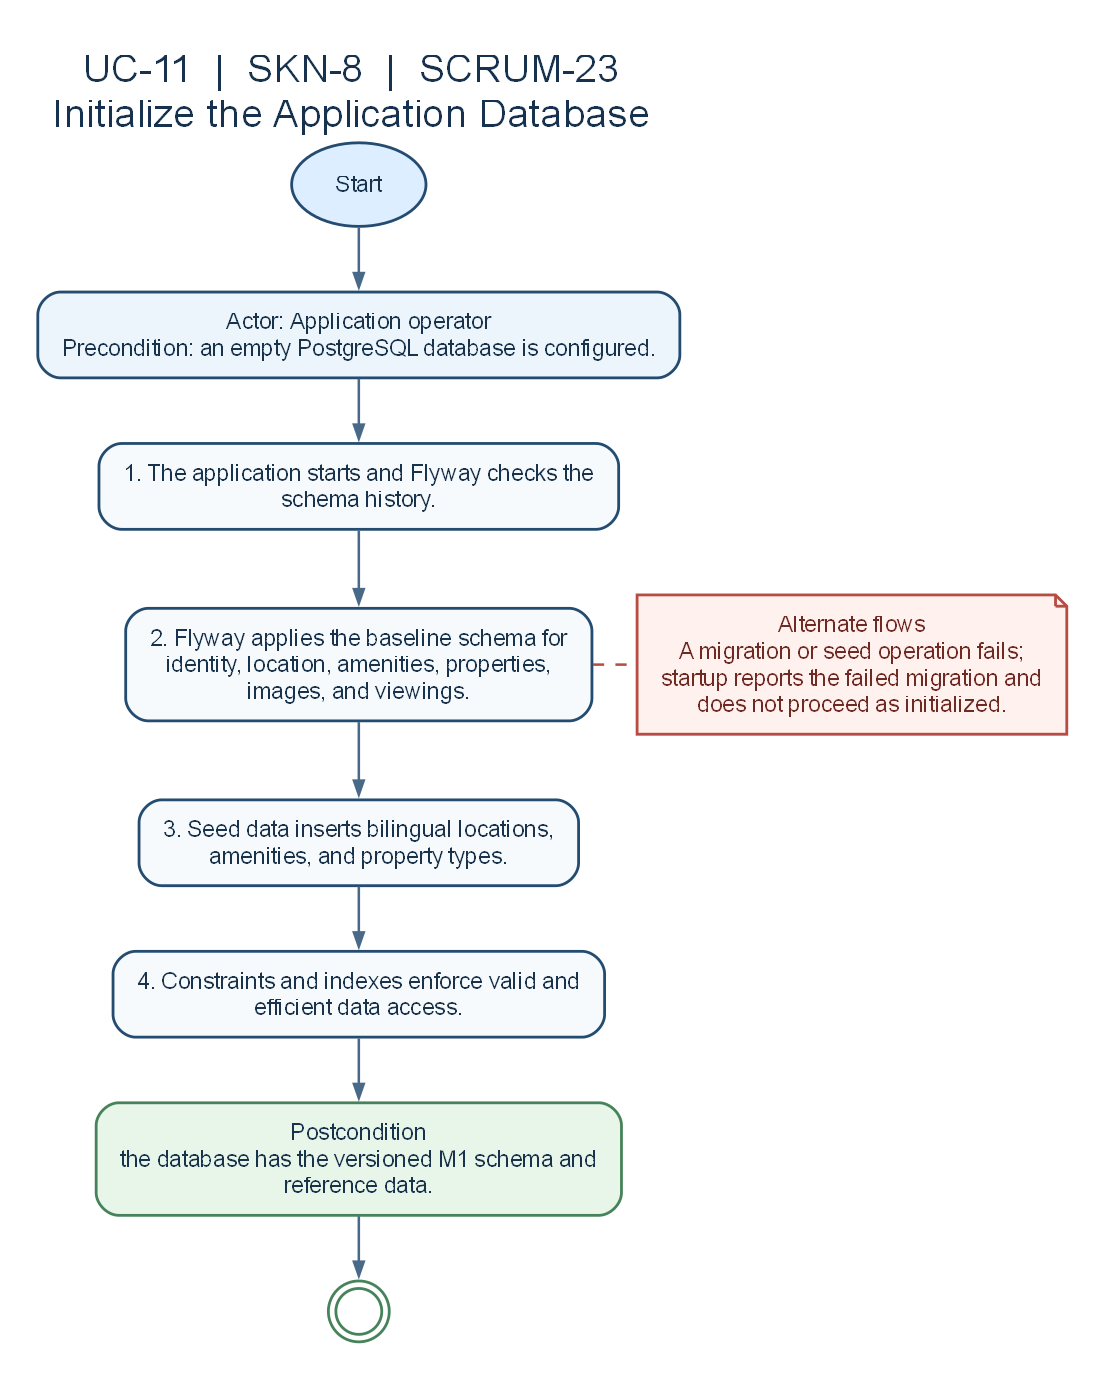 UC-11 | SKN-8 | SCRUM-23
Initialize the Application Database
Start
Actor: Application operator
Precondition: an empty PostgreSQL database is configured.
1. The application starts and Flyway checks the
schema history.
2. Flyway applies the baseline schema for
identity, location, amenities, properties,
images, and viewings.
Alternate flows
A migration or seed operation fails;
startup reports the failed migration and
does not proceed as initialized.
3. Seed data inserts bilingual locations,
amenities, and property types.
4. Constraints and indexes enforce valid and
efficient data access.
Postcondition
the database has the versioned M1 schema and
reference data.